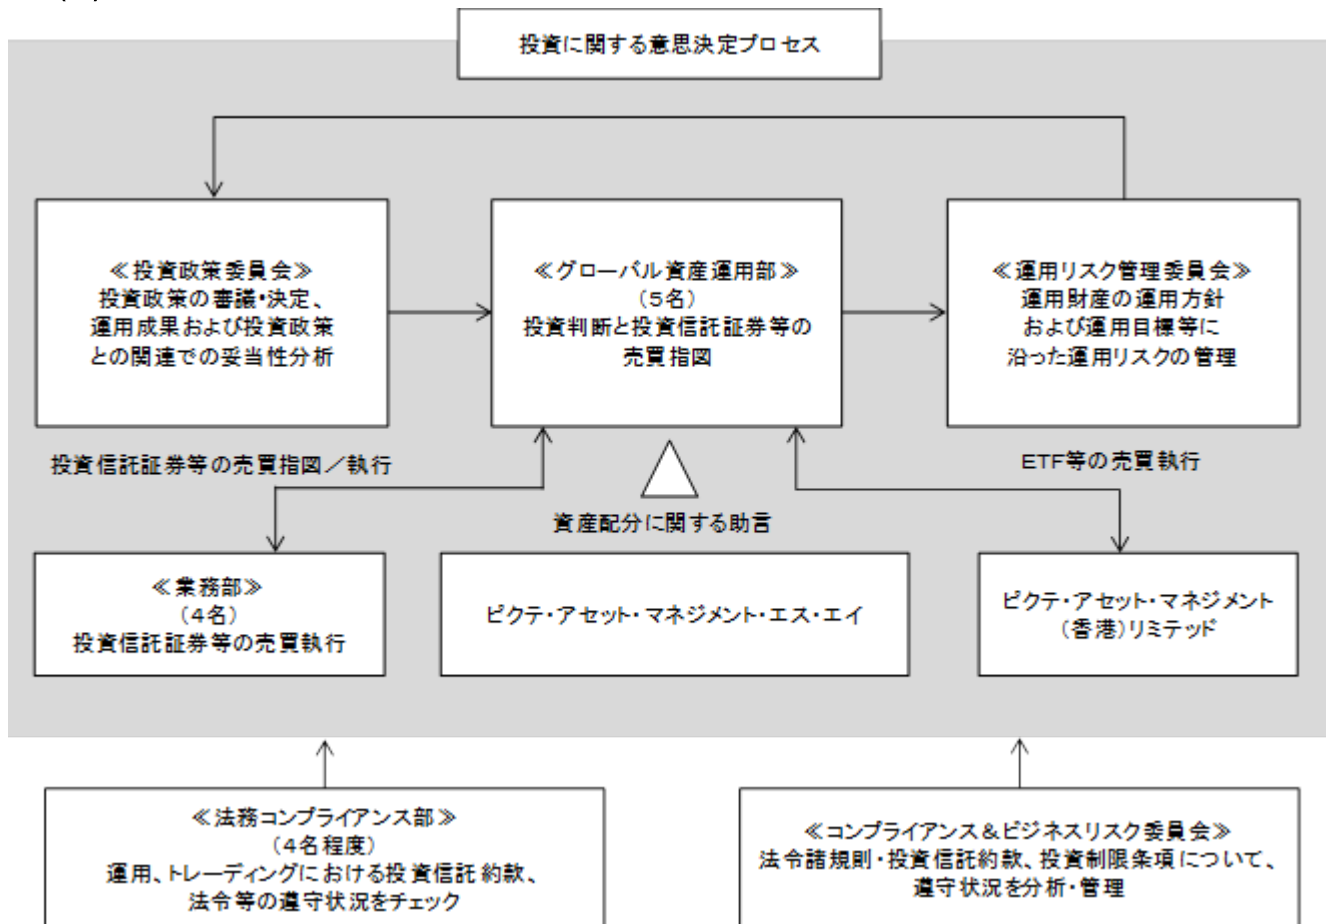 投資に関する意思決定プロセス
≪投資政策委員会≫
投資政策の審議・決定、
運用成果および投資政策
との関連での妥当性分析
≪グローバル資産運用部≫
(5名)
投資判断と投資信託証券等の
売買指図
≪運用リスク管理委員会≫
運用財産の運用方針
および運用目標等に
沿った運用リスクの管理
投資信託証券等の売買指図/執行
ETF等の売買執行
資産配分に関する助言
≪業務部≫
(4名)
投資信託証券等の売買執行
ピクテ・アセット・マネジメント・エス・エイ
ピクテ・アセット・マネジメント
(香港)リミテッド
≪法務コンプライアンス部≫
(4名程度)
運用、トレーディングにおける投資信託約款、
法令等の遵守状況をチェック
≪コンプライアンス&ビジネスリスク委員会≫
法令諸規則・投資信託約款、投資制限条項について、
遵守状況を分析・管理